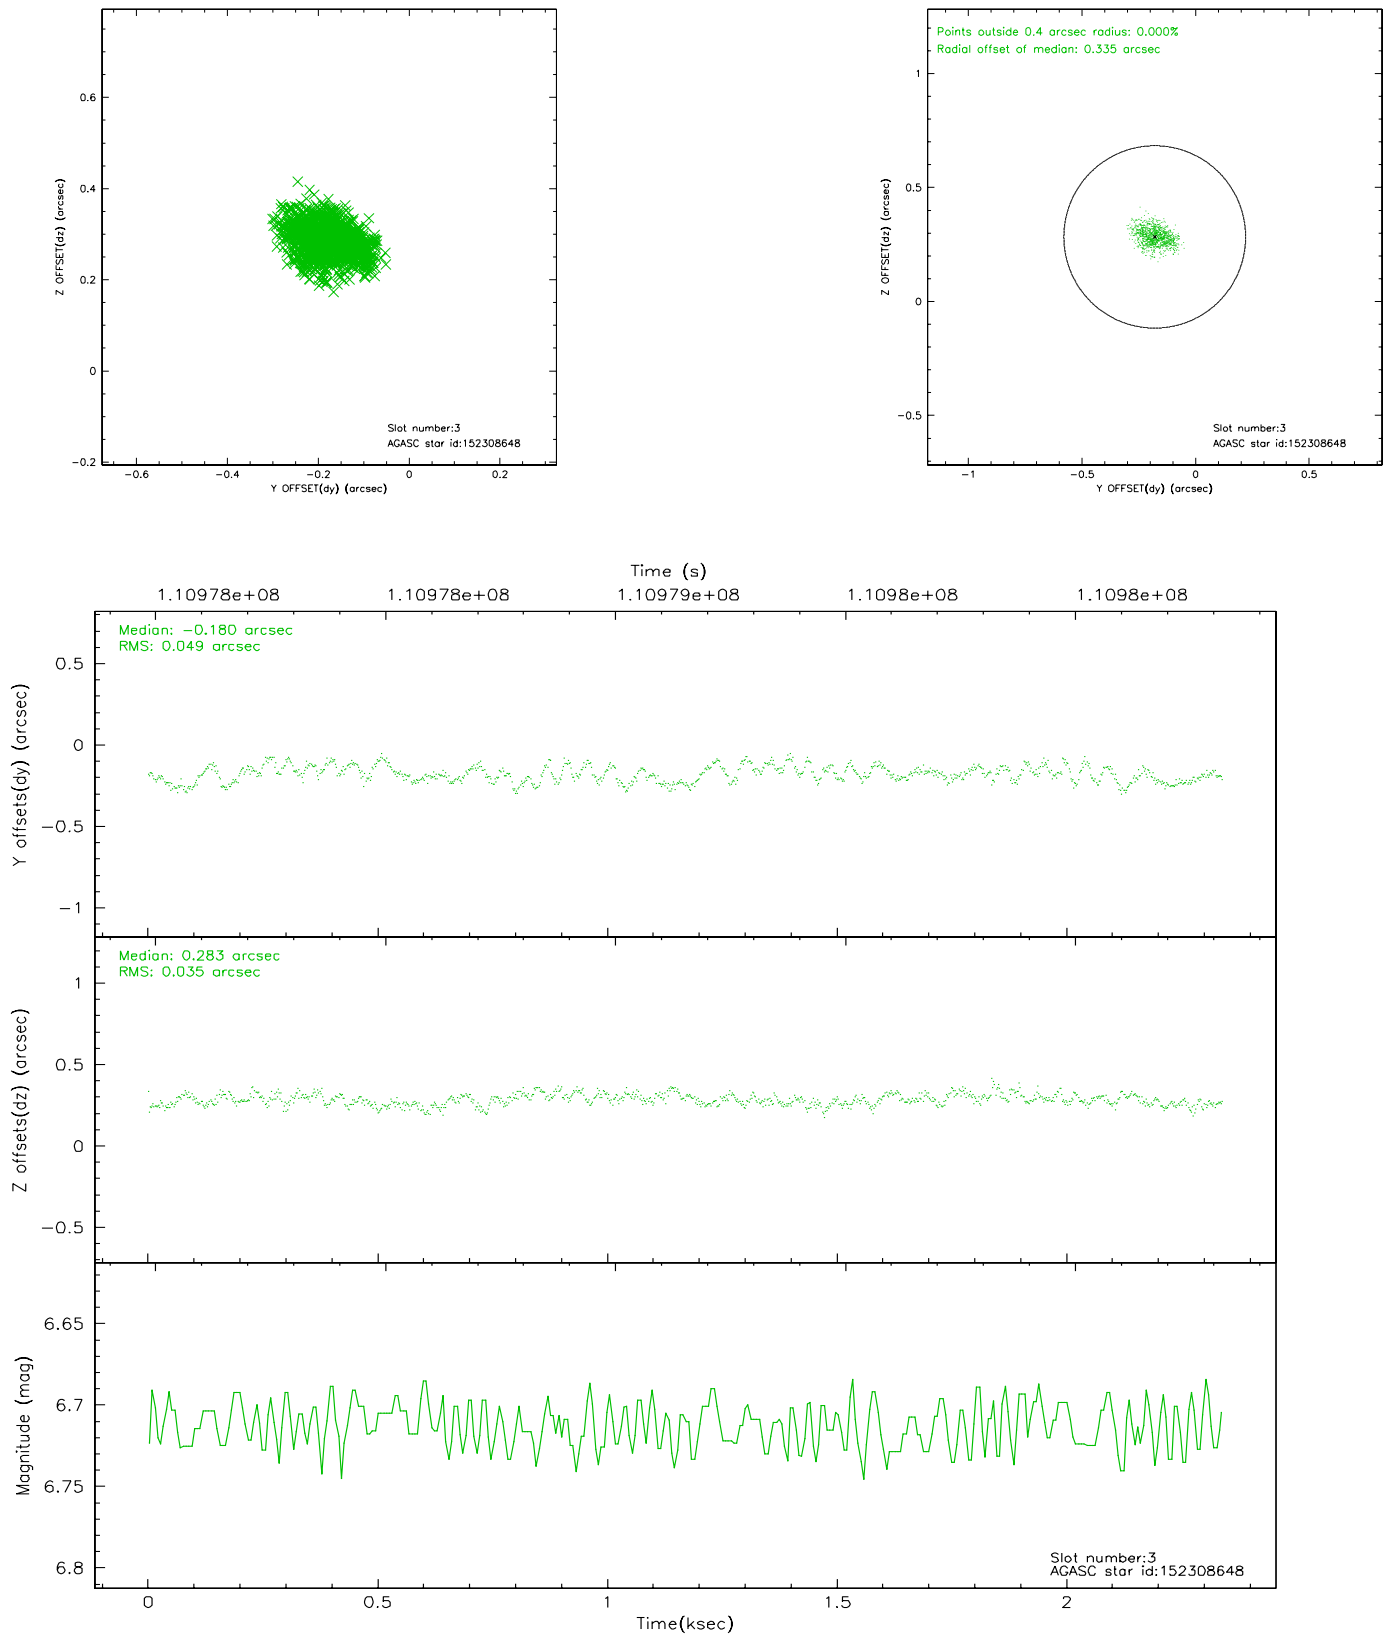 0.6
0.4
0.2
0
−0.2
Z OFFSET(dz) (arcsec)
Slot number:3
AGASC star id:152308648
−0.6 −0.4 −0.2 0 0.2
Y OFFSET(dy) (arcsec)
Points outside 0.4 arcsec radius: 0.000%
Radial offset of median: 0.335 arcsec
1
0.5
0
−0.5
Z OFFSET(dz) (arcsec)
Slot number:3
AGASC star id:152308648
−1 −0.5 0 0.5
Y OFFSET(dy) (arcsec)
Time (s)
1.10978e+08 1.10978e+08 1.10979e+08 1.1098e+08 1.1098e+08
Median: −0.180 arcsec
RMS: 0.049 arcsec
0.5
0
−0.5
−1
Y offsets(dy) (arcsec)
Median: 0.283 arcsec
RMS: 0.035 arcsec
1
0.5
0
−0.5
Z offsets(dz) (arcsec)
6.65
6.7
6.75
6.8
Magnitude (mag)
Slot number:3
AGASC star id:152308648
0 0.5 1 1.5 2
Time(ksec)